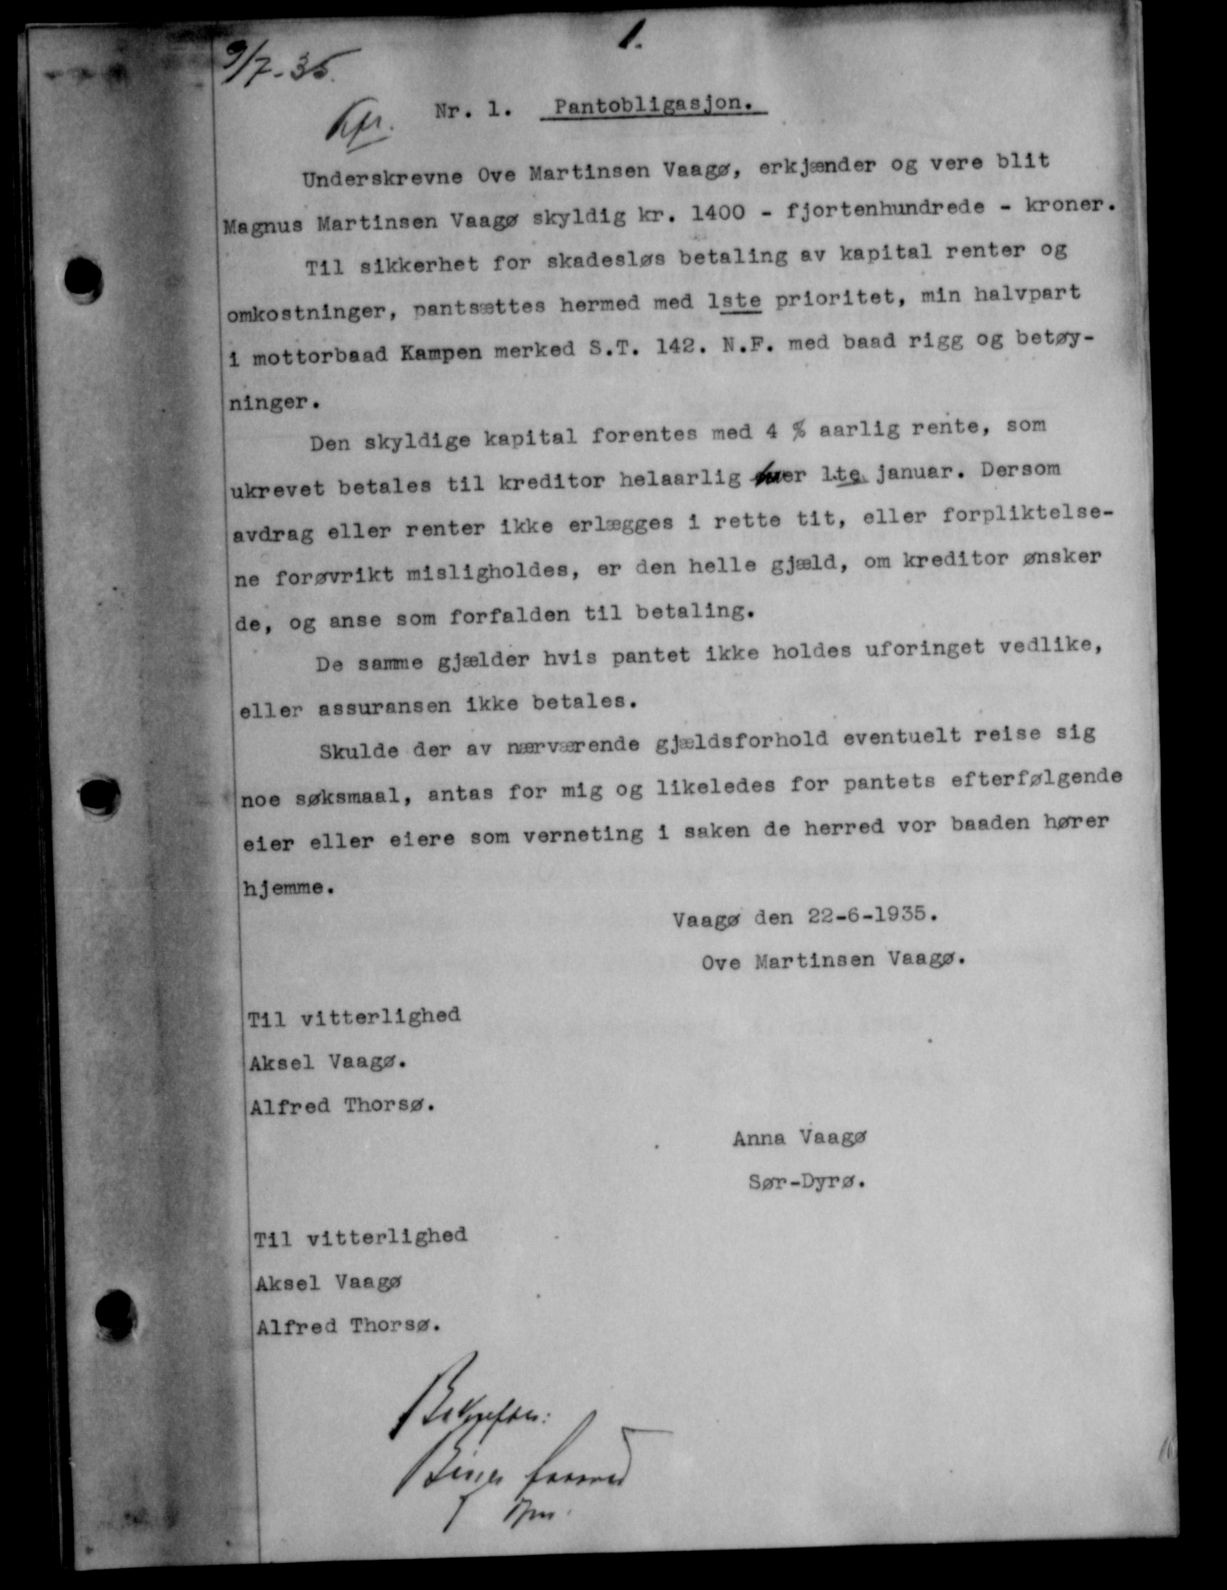 1.
9/7-35.
Nr. 1. Pantobligasjon.
Underskrevne Ove Martinsen Vaagø, erkjænder og vere blit
Magnus Martinsen Vaagø skyldig kr. 1400 - fjortenhundrede - kroner.
Til sikkerhet for skadesløs betaling av kapital renter og
omkostninger, pantsættes hermed med 1ste prioritet, min halvpart
i mottorbaad Kampen merked S.T. 142. N.F. med baad rigg og betøy-
ninger.
Den skyldige kapital forentes med 4 % aarlig rente, som
ukrevet betales til kreditor helaarlig hver 1te januar. Dersom
avdrag eller renter ikke erlægges i rette tit, eller forpliktelse-
ne forøvrikt misligholdes, er den helle gjæld, om kreditor ønsker
de, og anse som forfalden til betaling.
De samme gjælder hvis pantet ikke holdes uforinget vedlike,
eller assuransen ikke betales.
Skulde der av nærværende gjældsforhold eventuelt reise sig
noe søksmaal, antas for mig og likeledes for pantets efterfølgende
eier eller eiere som verneting i saken de herred vor baaden hører
hjemme.
Vaagø den 22-6-1935.
Ove Martinsen Vaagø.
Til vitterlighed
Aksel Vaagø.
Alfred Thorsø.
Anna Vaagø
Sør-Dyrø.
Til vitterlighed
Aksel Vaagø
Alfred Thorsø.
Bekreftes: